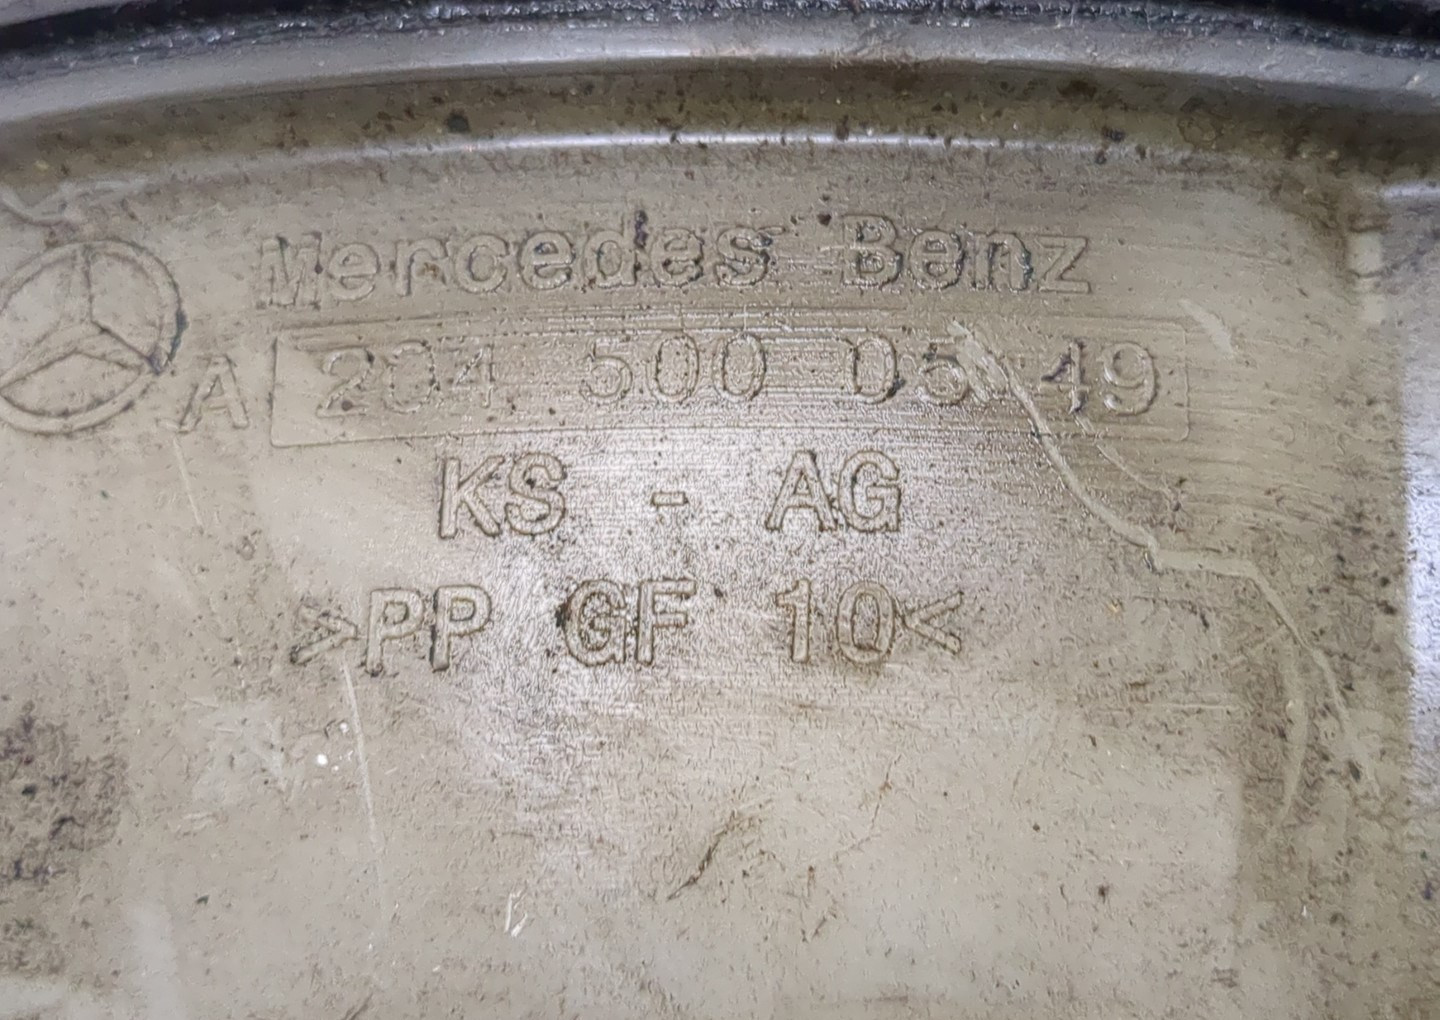 Mercedes Benz
A 204 500 05 49
KS - AG
>PP GF 10<